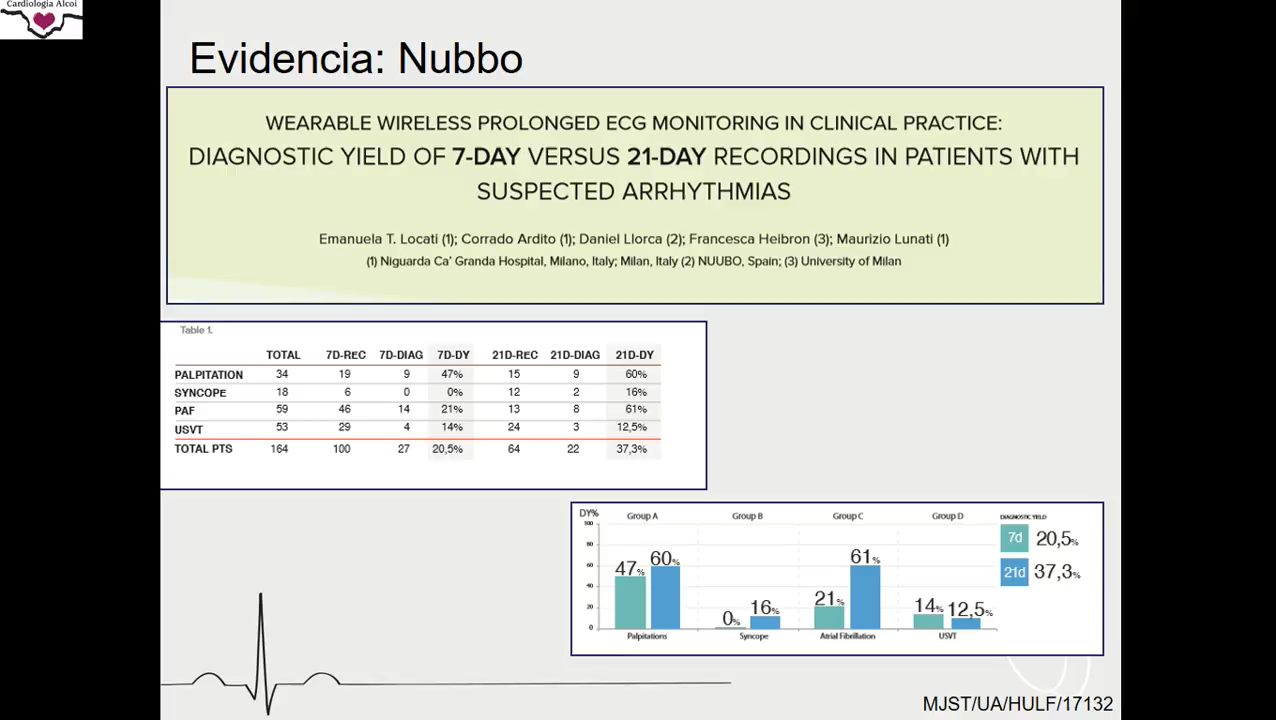 Cardiología Alcoi
Evidencia: Nubbo
WEARABLE WIRELESS PROLONGED ECG MONITORING IN CLINICAL PRACTICE:
DIAGNOSTIC YIELD OF 7-DAY VERSUS 21-DAY RECORDINGS IN PATIENTS WITH
SUSPECTED ARRHYTHMIAS
Emanuela T. Locati (1); Corrado Ardito (1); Daniel Llorca (2); Francesca Heibron (3); Maurizio Lunati (1)
(1) Niguarda Ca' Granda Hospital, Milano, Italy; Milan, Italy (2) NUUBO, Spain; (3) University of Milan
Table 1.
TOTAL 7D-REC 7D-DIAG 7D-DY 21D-REC 21D-DIAG 21D-DY
PALPITATION 34 19 9 47% 15 9 60%
SYNCOPE 18 6 0 0% 12 2 16%
PAF 59 46 14 21% 13 8 61%
USVT 53 29 4 14% 24 3 12,5%
TOTAL PTS 164 100 27 20,5% 64 22 37,3%
DY% Group A Group B Group C Group D DIAGNOSTIC YIELD
100
80
60
40
20
0
47% 60% 0% 16% 21% 61% 14% 12,5%
Palpitations Syncope Atrial Fibrillation USVT
7d 20,5%
21d 37,3%
MJST/UA/HULF/17132